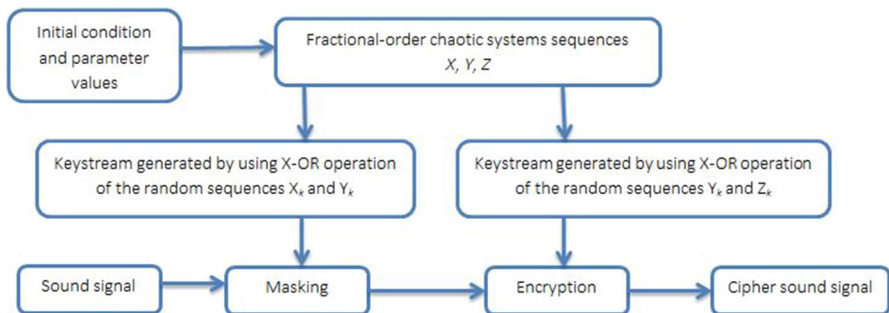 Initial condition
and parameter
values
Fractional-order chaotic systems sequences
X, Y, Z
Keystream generated by using X-OR operation
of the random sequences Xₖ and Yₖ
Keystream generated by using X-OR operation
of the random sequences Yₖ and Zₖ
Sound signal
Masking
Encryption
Cipher sound signal